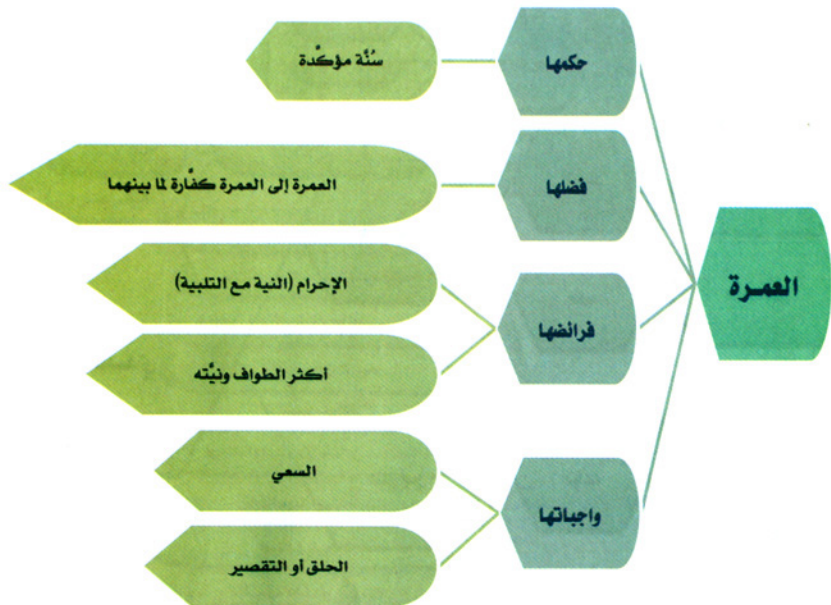 العمـرة
حكمها
سُنَّة مؤكَّدة
فضلها
العمرة إلى العمرة كفَّارة لما بينهما
فرائضها
الإحرام (النية مع التلبية)
أكثر الطواف ونيَّته
واجباتها
السعي
الحلق أو التقصير